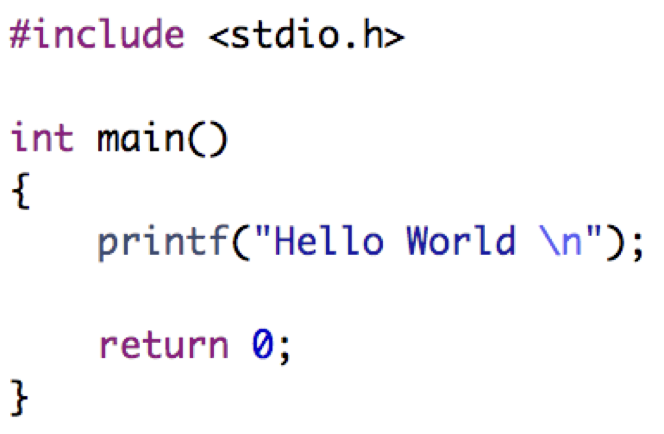 #include <stdio.h>
int main()
{
    printf("Hello World \n");
    return 0;
}